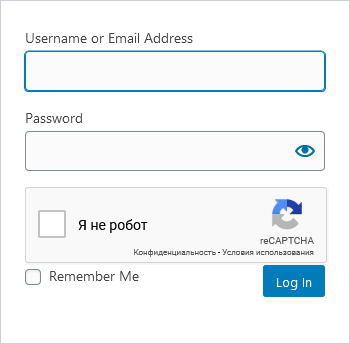 Username or Email Address
Password
Я не робот
reCAPTCHA
Конфиденциальность - Условия использования
Remember Me
Log In